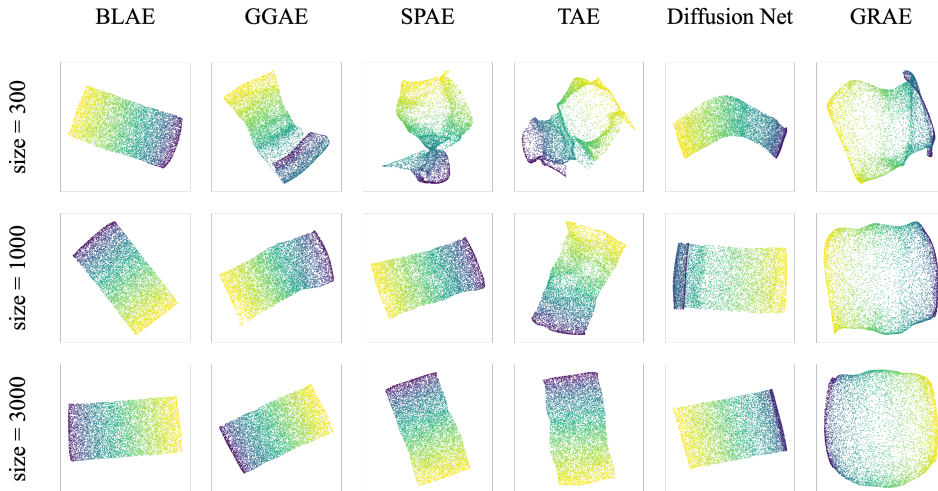 BLAE GGAE SPAE TAE Diffusion Net GRAE
size = 300
size = 1000
size = 3000